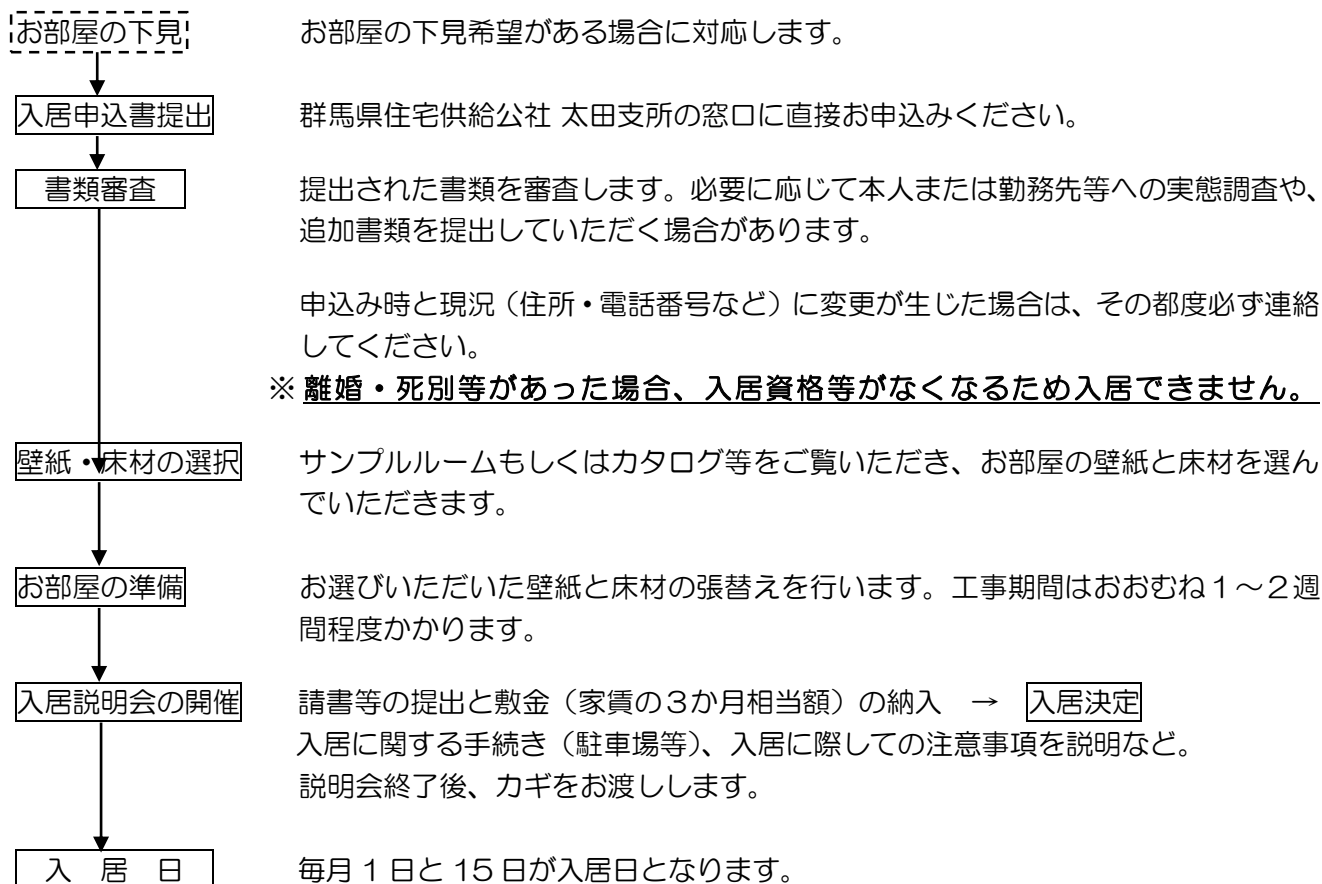 お部屋の下見 お部屋の下見希望がある場合に対応します。
入居申込書提出 群馬県住宅供給公社 太田支所の窓口に直接お申込みください。
書類審査 提出された書類を審査します。必要に応じて本人または勤務先等への実態調査や、
追加書類を提出していただく場合があります。
申込み時と現況（住所・電話番号など）に変更が生じた場合は、その都度必ず連絡
してください。
※ 離婚・死別等があった場合、入居資格等がなくなるため入居できません。
壁紙・床材の選択 サンプルルームもしくはカタログ等をご覧いただき、お部屋の壁紙と床材を選ん
でいただきます。
お部屋の準備 お選びいただいた壁紙と床材の張替えを行います。工事期間はおおむね１～２週
間程度かかります。
入居説明会の開催 請書等の提出と敷金（家賃の３か月相当額）の納入 → 入居決定
入居に関する手続き（駐車場等）、入居に際しての注意事項を説明など。
説明会終了後、カギをお渡しします。
入 居 日 毎月 1 日と 15 日が入居日となります。